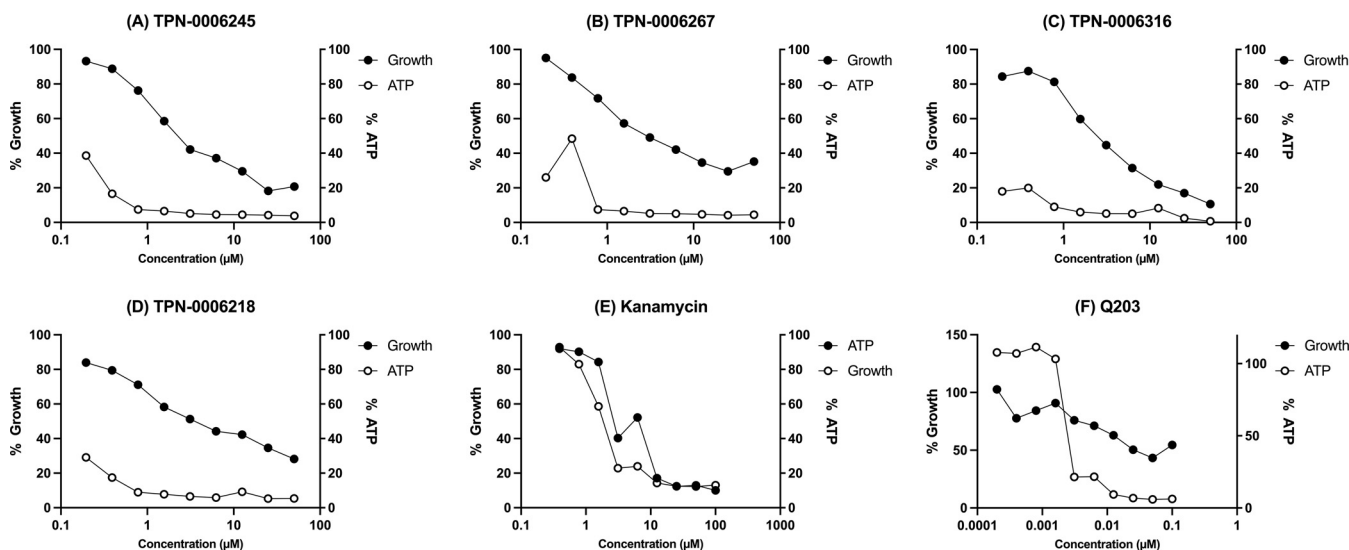 (A) TPN-0006245
100
80
60
40
20
0
% Growth
0.1
1
10
100
Concentration (µM)
100
80
60
40
20
0
% ATP
Growth
ATP
(B) TPN-0006267
100
80
60
40
20
0
% Growth
0.1
1
10
100
Concentration (µM)
100
80
60
40
20
0
% ATP
Growth
ATP
(C) TPN-0006316
100
80
60
40
20
0
% Growth
0.1
1
10
100
Concentration (µM)
100
80
60
40
20
0
% ATP
Growth
ATP
(D) TPN-0006218
100
80
60
40
20
0
% Growth
0.1
1
10
100
Concentration (µM)
100
80
60
40
20
0
% ATP
Growth
ATP
(E) Kanamycin
100
80
60
40
20
0
% Growth
0.1
1
10
100
1000
Concentration (µM)
100
80
60
40
20
0
% ATP
ATP
Growth
(F) Q203
150
100
50
0
% Growth
0.0001
0.001
0.01
0.1
1
Concentration (µM)
100
50
0
% ATP
Growth
ATP